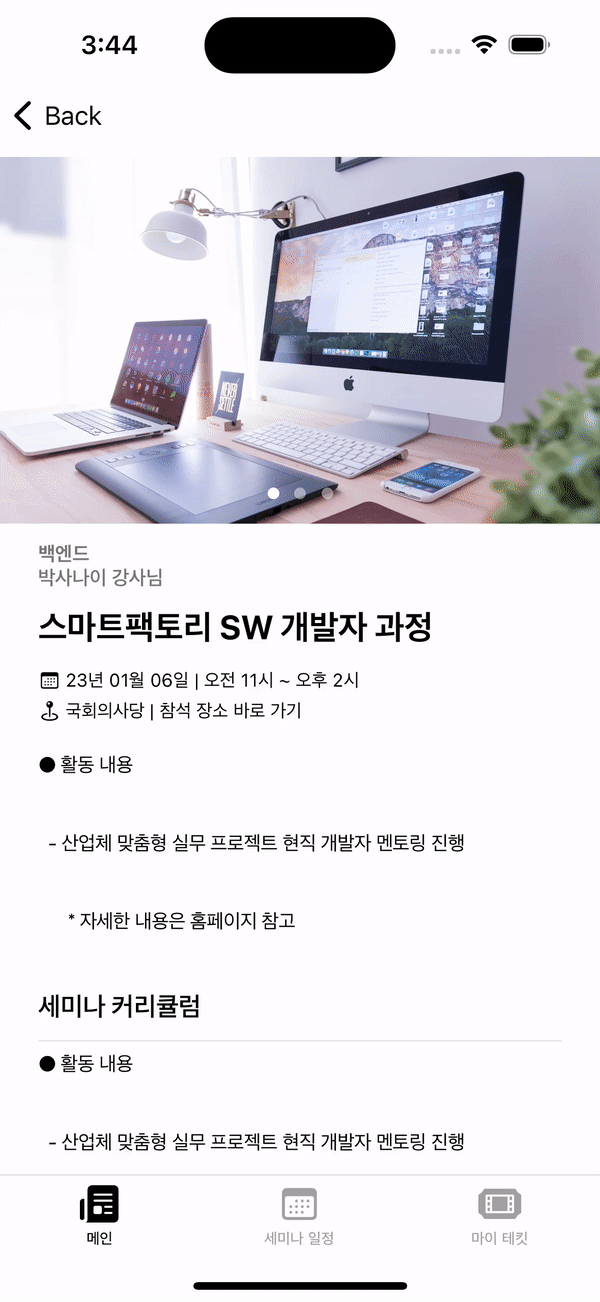 3:44
Back
NEVER
SETTLE
백엔드
박사나이 강사님
스마트팩토리 SW 개발자 과정
23년 01월 06일 | 오전 11시 ~ 오후 2시
국회의사당 | 참석 장소 바로 가기
● 활동 내용
- 산업체 맞춤형 실무 프로젝트 현직 개발자 멘토링 진행
* 자세한 내용은 홈페이지 참고
세미나 커리큘럼
● 활동 내용
- 산업체 맞춤형 실무 프로젝트 현직 개발자 멘토링 진행
메인
세미나 일정
마이 테킷